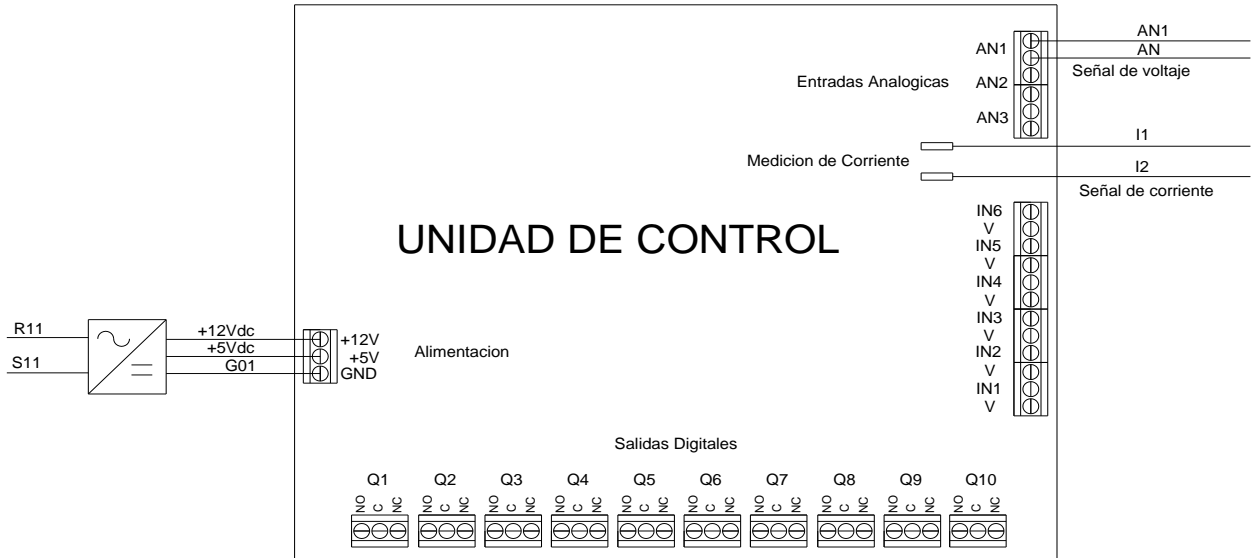 AN1
AN1
AN
Señal de voltaje
Entradas Analogicas
AN2
AN3
I1
Medicion de Corriente
I2
Señal de corriente
IN6
V
IN5
V
IN4
V
IN3
V
IN2
V
IN1
V
UNIDAD DE CONTROL
R11
S11
+12Vdc
+5Vdc
G01
+12V
+5V
GND
Alimentacion
Salidas Digitales
Q1 Q2 Q3 Q4 Q5 Q6 Q7 Q8 Q9 Q10
NO C NC NO C NC NO C NC NO C NC NO C NC NO C NC NO C NC NO C NC NO C NC NO C NC